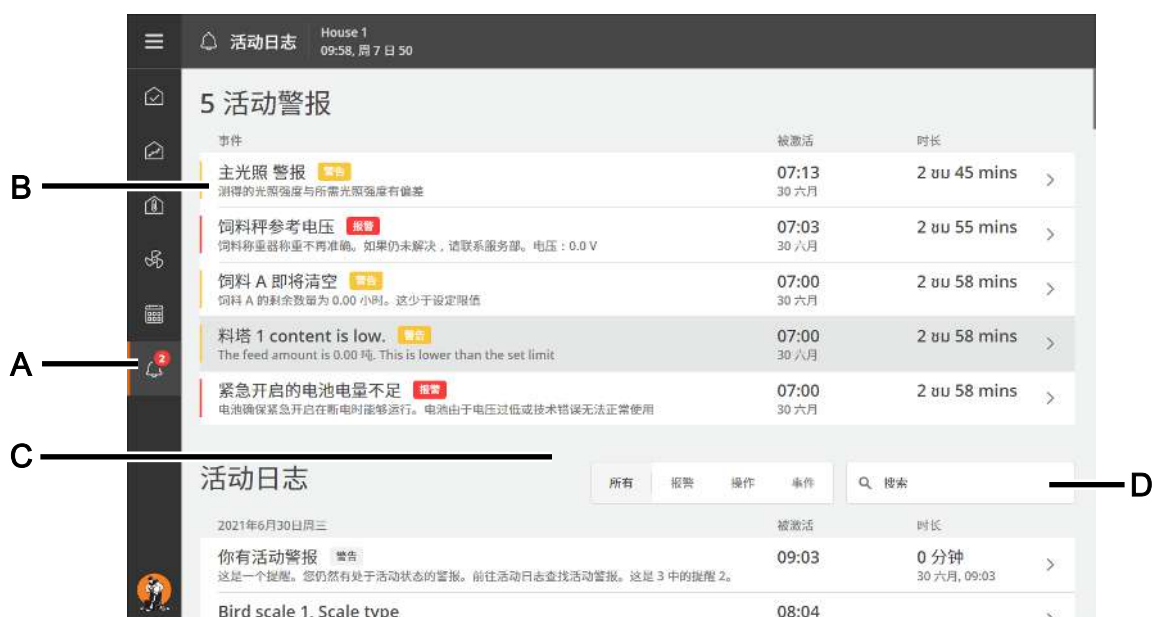 活动日志
House 1
09:58, 周 7 日 50
5 活动警报
事件 被激活 时长
主光照 警报 警告 07:13 2 ชม 45 mins
测得的光照强度与所需光照强度有偏差 30 六月
饲料秤参考电压 报警 07:03 2 ชม 55 mins
饲料称重器称重不再准确。如果仍未解决，请联系服务部。电压：0.0 V 30 六月
饲料 A 即将清空 警告 07:00 2 ชม 58 mins
饲料 A 的剩余数量为 0.00 小时。这少于设定限值 30 六月
料塔 1 content is low. 警告 07:00 2 ชม 58 mins
The feed amount is 0.00 吨. This is lower than the set limit 30 六月
紧急开启的电池电量不足 报警 07:00 2 ชม 58 mins
电池确保紧急开启在断电时能够运行。电池由于电压过低或技术错误无法正常使用 30 六月
活动日志 所有 报警 操作 事件 搜索
2021年6月30日周三 被激活 时长
你有活动警报 警告 09:03 0 分钟
这是一个提醒。您仍然有处于活动状态的警报。前往活动日志查找活动警报。这是 3 中的提醒 2。 30 六月, 09:03
Bird scale 1, Scale type 08:04
2
A
B
C
D